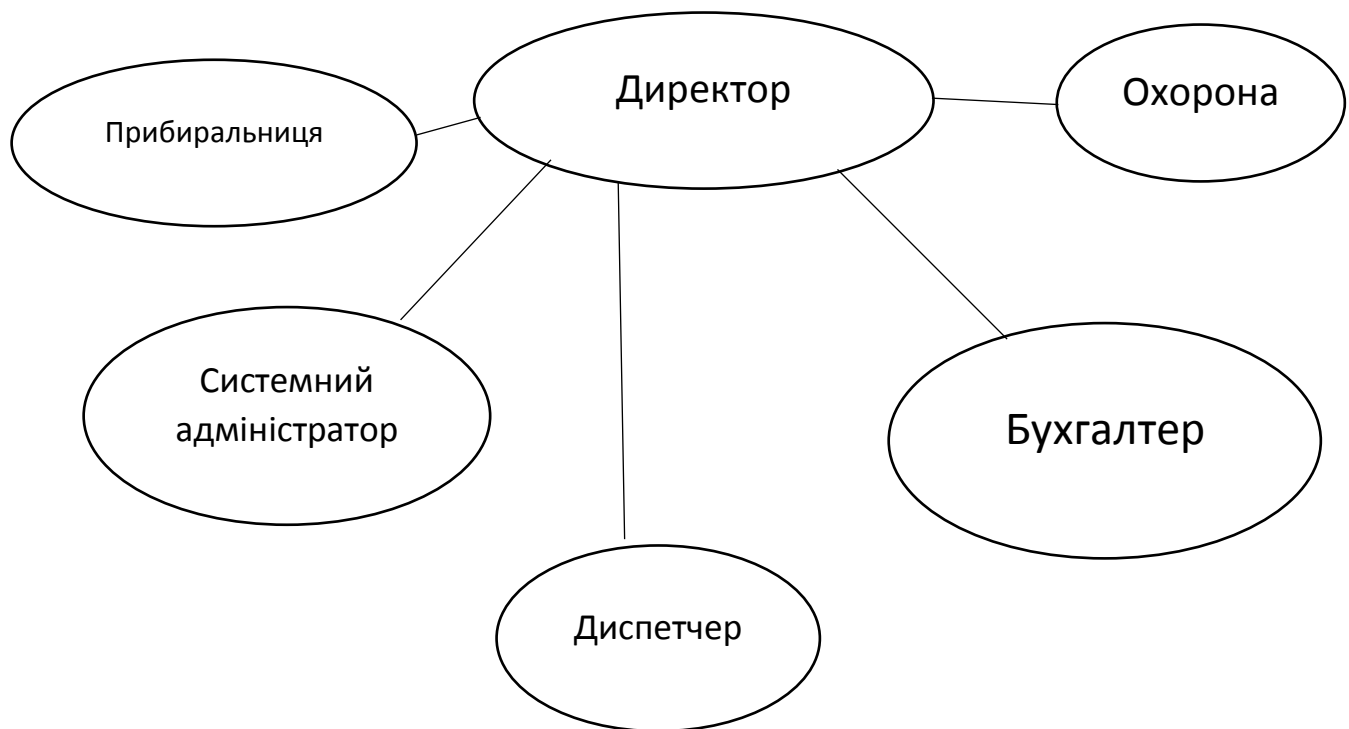 Директор
Охорона
Прибиральниця
Системний
адміністратор
Бухгалтер
Диспетчер